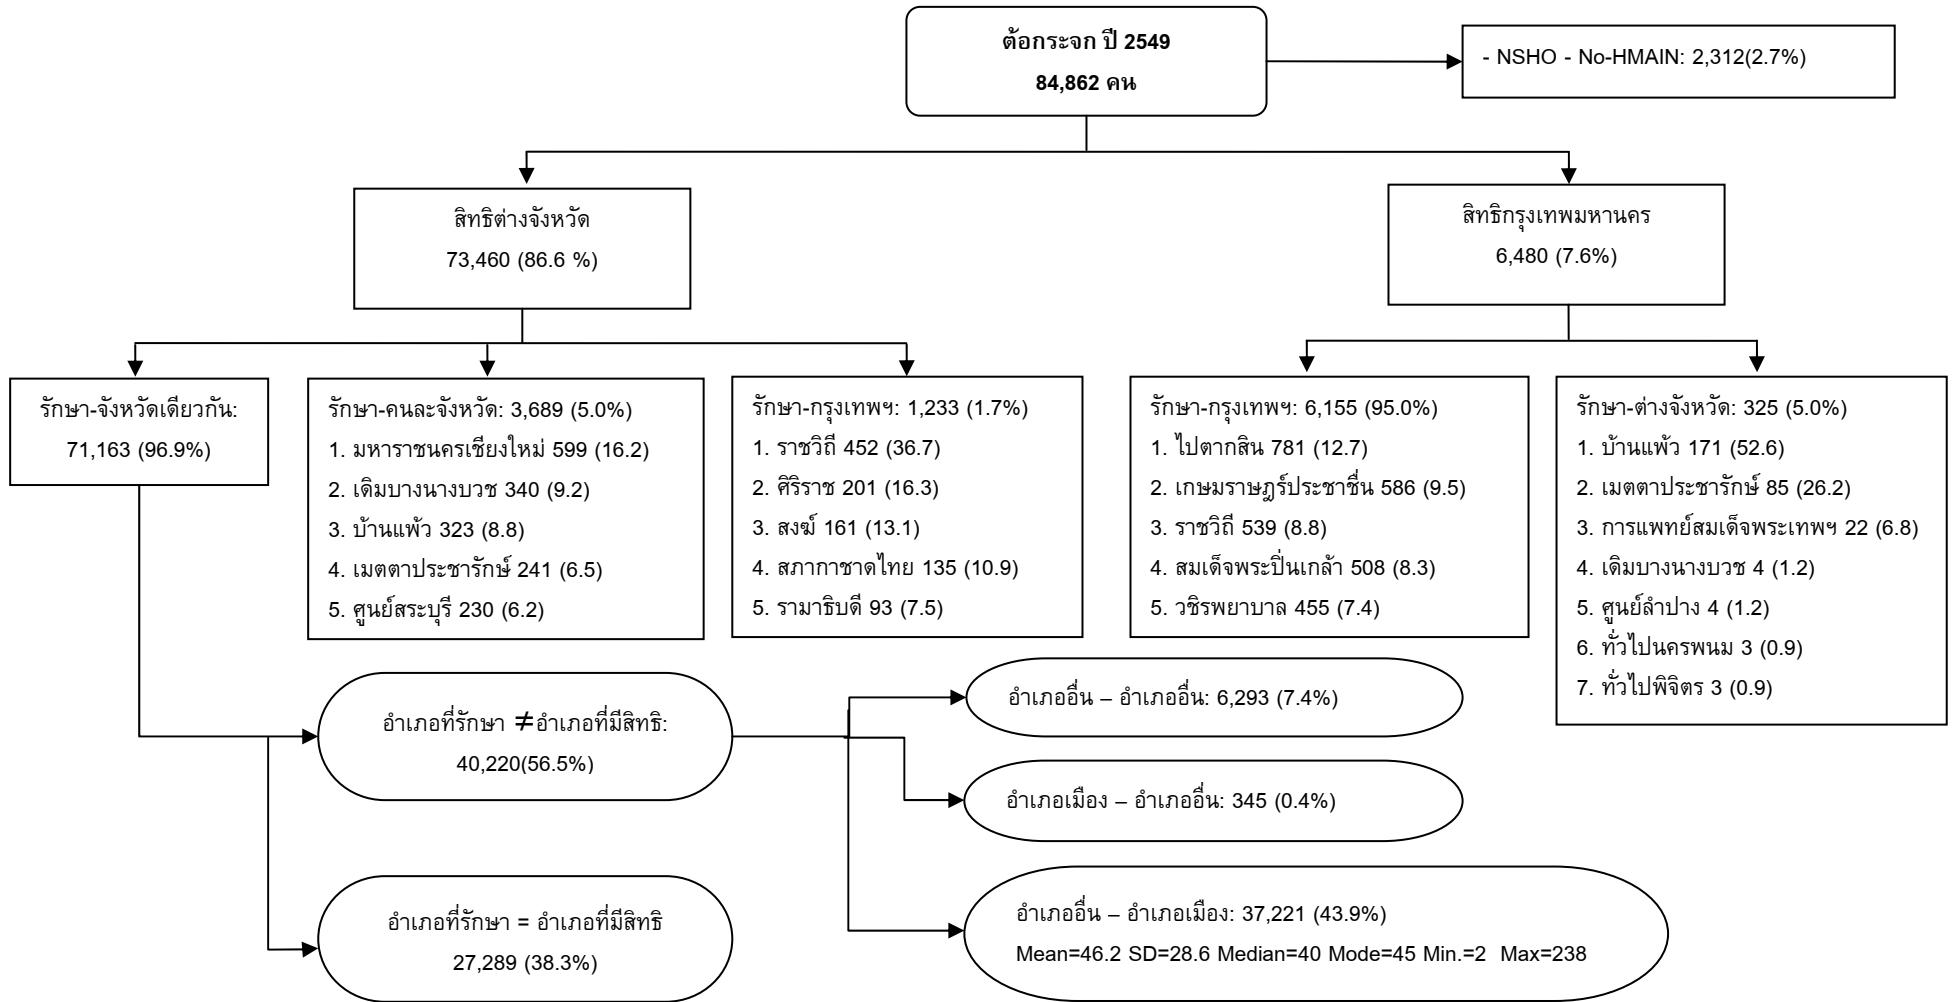 ต้อกระจก ปี 2549
84,862 คน
- NSHO - No-HMAIN: 2,312(2.7%)
สิทธิต่างจังหวัด
73,460 (86.6 %)
สิทธิกรุงเทพมหานคร
6,480 (7.6%)
รักษา-จังหวัดเดียวกัน:
71,163 (96.9%)
รักษา-คนละจังหวัด: 3,689 (5.0%)
1. มหาราชนครเชียงใหม่ 599 (16.2)
2. เดิมบางนางบวช 340 (9.2)
3. บ้านแพ้ว 323 (8.8)
4. เมตตาประชารักษ์ 241 (6.5)
5. ศูนย์สระบุรี 230 (6.2)
รักษา-กรุงเทพฯ: 1,233 (1.7%)
1. ราชวิถี 452 (36.7)
2. ศิริราช 201 (16.3)
3. สงฆ์ 161 (13.1)
4. สภากาชาดไทย 135 (10.9)
5. รามาธิบดี 93 (7.5)
รักษา-กรุงเทพฯ: 6,155 (95.0%)
1. ไปตากสิน 781 (12.7)
2. เกษมราษฎร์ประชาชื่น 586 (9.5)
3. ราชวิถี 539 (8.8)
4. สมเด็จพระปิ่นเกล้า 508 (8.3)
5. วชิรพยาบาล 455 (7.4)
รักษา-ต่างจังหวัด: 325 (5.0%)
1. บ้านแพ้ว 171 (52.6)
2. เมตตาประชารักษ์ 85 (26.2)
3. การแพทย์สมเด็จพระเทพฯ 22 (6.8)
4. เดิมบางนางบวช 4 (1.2)
5. ศูนย์ลำปาง 4 (1.2)
6. ทั่วไปนครพนม 3 (0.9)
7. ทั่วไปพิจิตร 3 (0.9)
อำเภอที่รักษา ≠อำเภอที่มีสิทธิ:
40,220(56.5%)
อำเภออื่น – อำเภออื่น: 6,293 (7.4%)
อำเภอเมือง – อำเภออื่น: 345 (0.4%)
อำเภอที่รักษา = อำเภอที่มีสิทธิ
27,289 (38.3%)
อำเภออื่น – อำเภอเมือง: 37,221 (43.9%)
Mean=46.2 SD=28.6 Median=40 Mode=45 Min.=2 Max=238